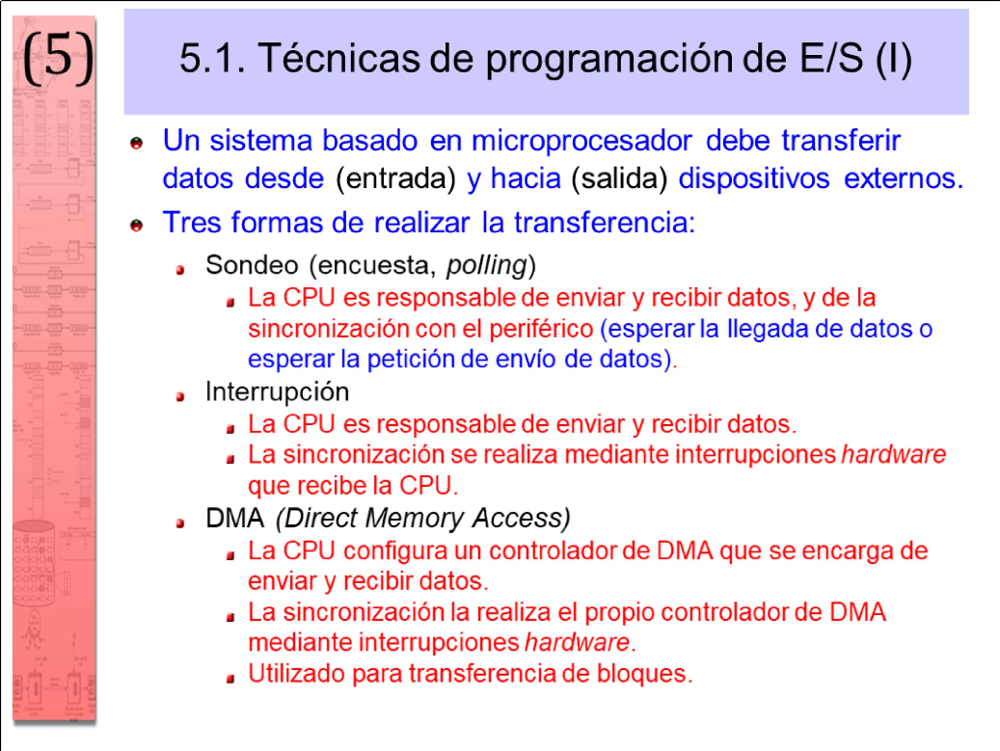 (5)
5.1. Técnicas de programación de E/S (I)
Un sistema basado en microprocesador debe transferir
datos desde (entrada) y hacia (salida) dispositivos externos.
Tres formas de realizar la transferencia:
Sondeo (encuesta, polling)
La CPU es responsable de enviar y recibir datos, y de la
sincronización con el periférico (esperar la llegada de datos o
esperar la petición de envío de datos).
Interrupción
La CPU es responsable de enviar y recibir datos.
La sincronización se realiza mediante interrupciones hardware
que recibe la CPU.
DMA (Direct Memory Access)
La CPU configura un controlador de DMA que se encarga de
enviar y recibir datos.
La sincronización la realiza el propio controlador de DMA
mediante interrupciones hardware.
Utilizado para transferencia de bloques.